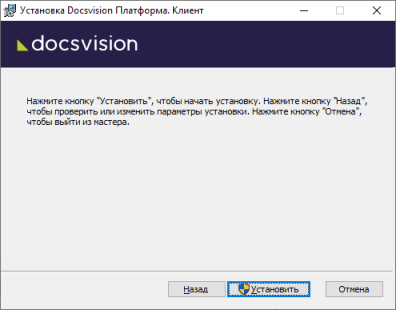 Установка Docsvision Платформа. Клиент
docsvision
Нажмите кнопку "Установить", чтобы начать установку. Нажмите кнопку "Назад",
чтобы проверить или изменить параметры установки. Нажмите кнопку "Отмена",
чтобы выйти из мастера.
Назад
Установить
Отмена